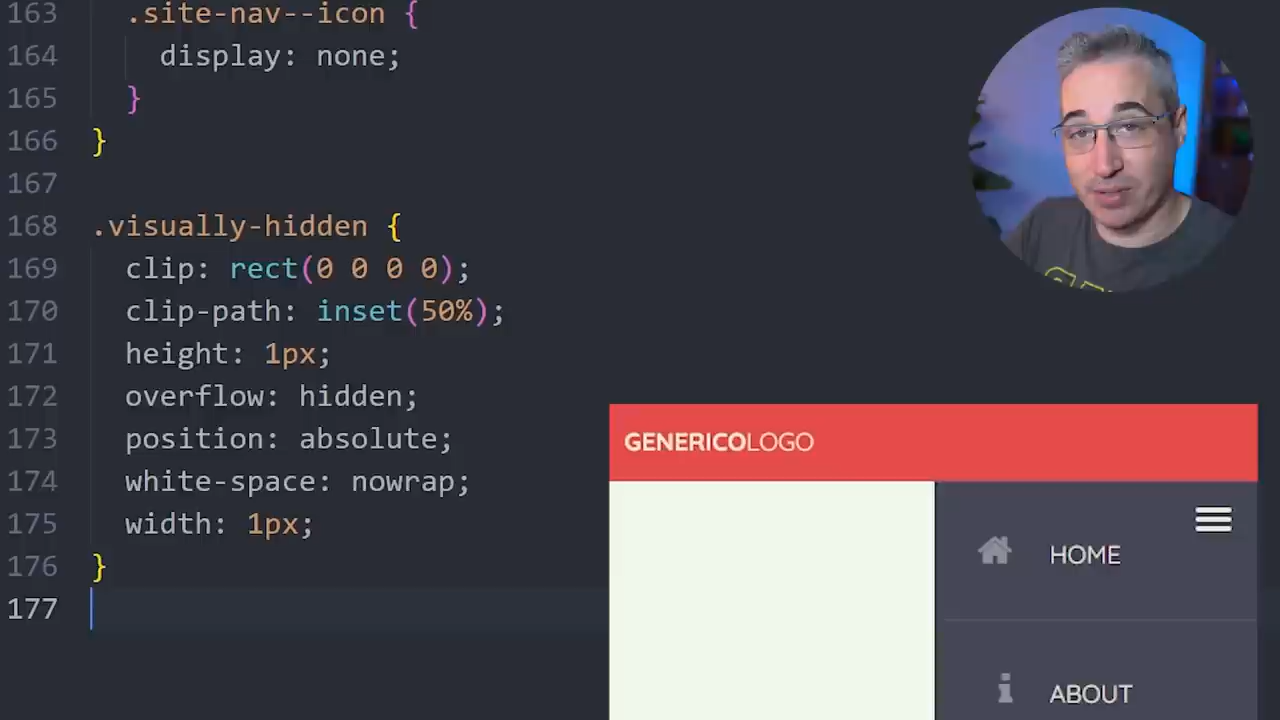 163 .site-nav--icon {
164 display: none;
165 }
166 }
167
168 .visually-hidden {
169 clip: rect(0 0 0 0);
170 clip-path: inset(50%);
171 height: 1px;
172 overflow: hidden;
173 position: absolute;
174 white-space: nowrap;
175 width: 1px;
176 }
177
GENERICOLOGO
HOME
ABOUT